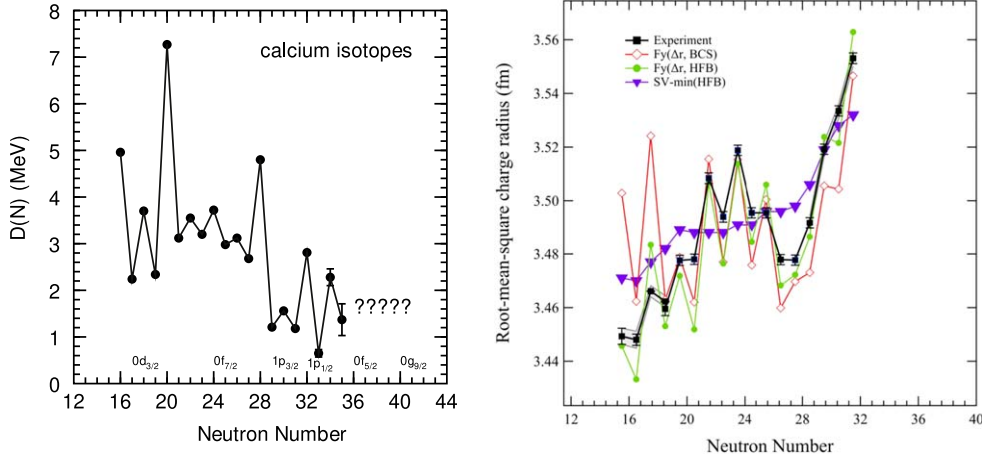 8
7
6
5
4
3
2
1
0
D(N) (MeV)
calcium isotopes
?????
0d3/2 0f7/2 1p3/2 1p1/2 0f5/2 0g9/2
12 16 20 24 28 32 36 40 44
Neutron Number
3.56
3.54
3.52
3.50
3.48
3.46
3.44
Root-mean-square charge radius (fm)
Experiment
Fy(Δr, BCS)
Fy(Δr, HFB)
SV-min(HFB)
12 16 20 24 28 32 36 40
Neutron Number